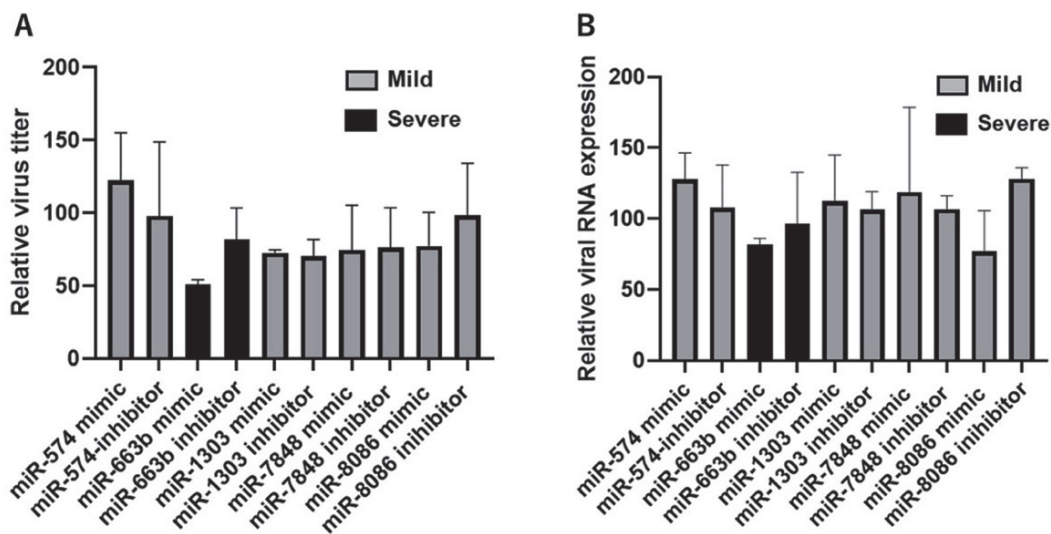 A
Relative virus titer
200
150
100
50
0
Mild
Severe
miR-574 mimic
miR-574-inhibitor
miR-663b mimic
miR-663b inhibitor
miR-1303 mimic
miR-1303 inhibitor
miR-7848 mimic
miR-7848 inhibitor
miR-8086 mimic
miR-8086 inihibitor
B
Relative viral RNA expression
200
150
100
50
0
Mild
Severe
miR-574 mimic
miR-574-inhibitor
miR-663b mimic
miR-663b inhibitor
miR-1303 mimic
miR-1303 inhibitor
miR-7848 mimic
miR-7848 inhibitor
miR-8086 mimic
miR-8086 inihibitor